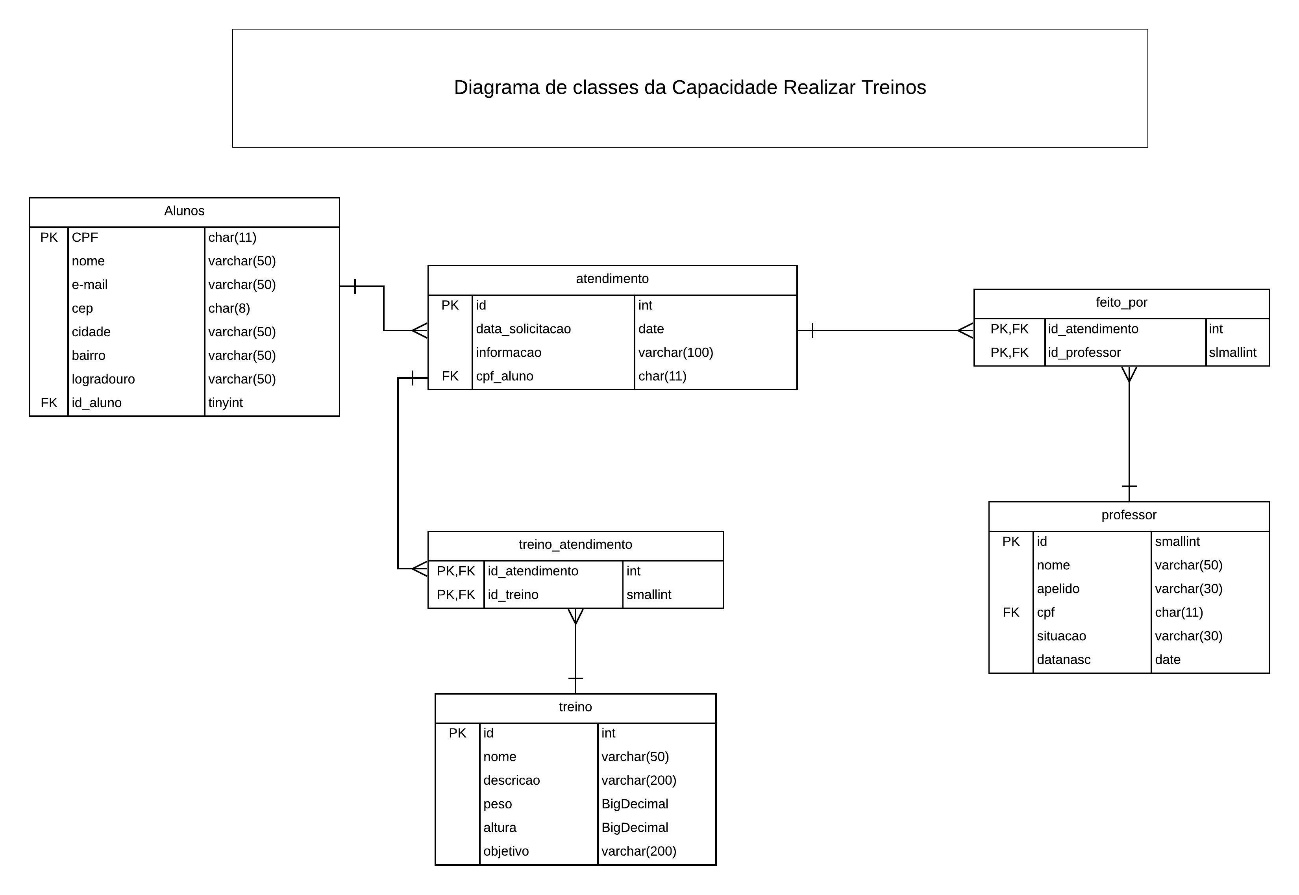 Diagrama de classes da Capacidade Realizar Treinos
Alunos
PK CPF char(11)
nome varchar(50)
e-mail varchar(50)
cep char(8)
cidade varchar(50)
bairro varchar(50)
logradouro varchar(50)
FK id_aluno tinyint
atendimento
PK id int
data_solicitacao date
informacao varchar(100)
FK cpf_aluno char(11)
feito_por
PK,FK id_atendimento int
PK,FK id_professor slmallint
treino_atendimento
PK,FK id_atendimento int
PK,FK id_treino smallint
professor
PK id smallint
nome varchar(50)
apelido varchar(30)
FK cpf char(11)
situacao varchar(30)
datanasc date
treino
PK id int
nome varchar(50)
descricao varchar(200)
peso BigDecimal
altura BigDecimal
objetivo varchar(200)